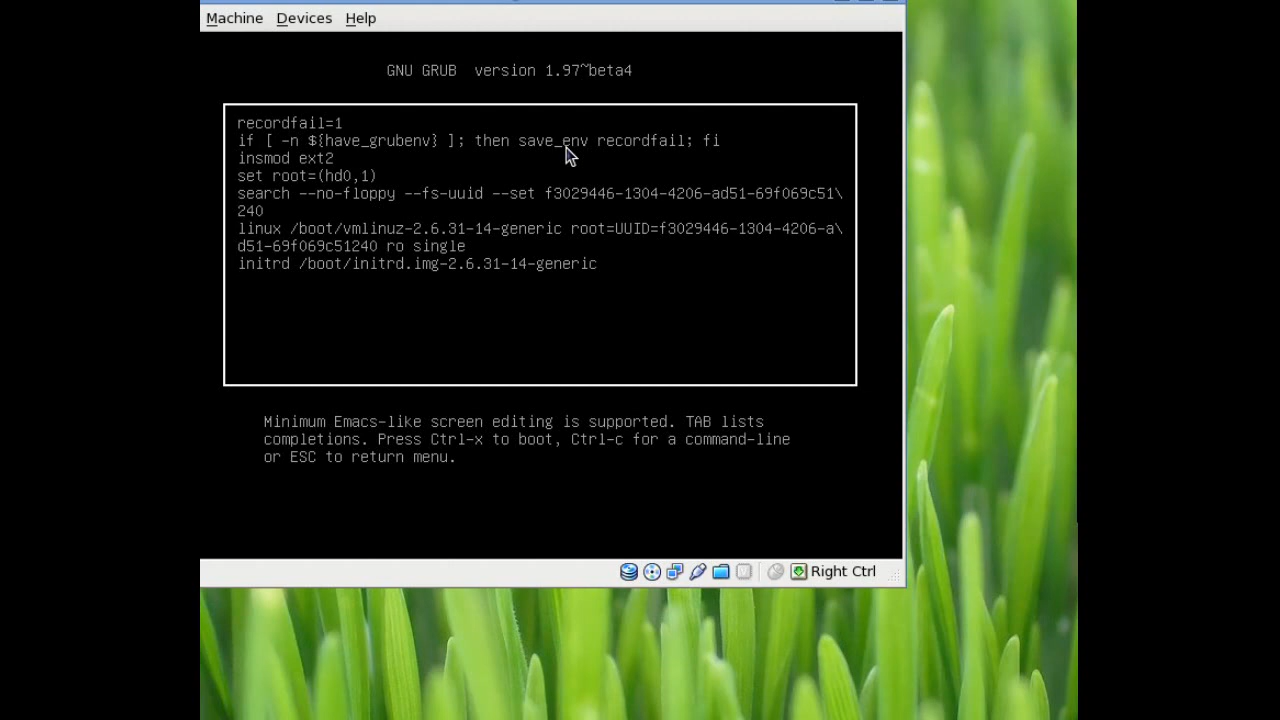 Machine Devices Help
GNU GRUB version 1.97~beta4
recordfail=1
if [ -n ${have_grubenv} ]; then save_env recordfail; fi
insmod ext2
set root=(hd0,1)
search --no-floppy --fs-uuid --set f3029446-1304-4206-ad51-69f069c51\
240
linux /boot/vmlinuz-2.6.31-14-generic root=UUID=f3029446-1304-4206-a\
d51-69f069c51240 ro single
initrd /boot/initrd.img-2.6.31-14-generic
Minimum Emacs-like screen editing is supported. TAB lists
completions. Press Ctrl-x to boot, Ctrl-c for a command-line
or ESC to return menu.
Right Ctrl